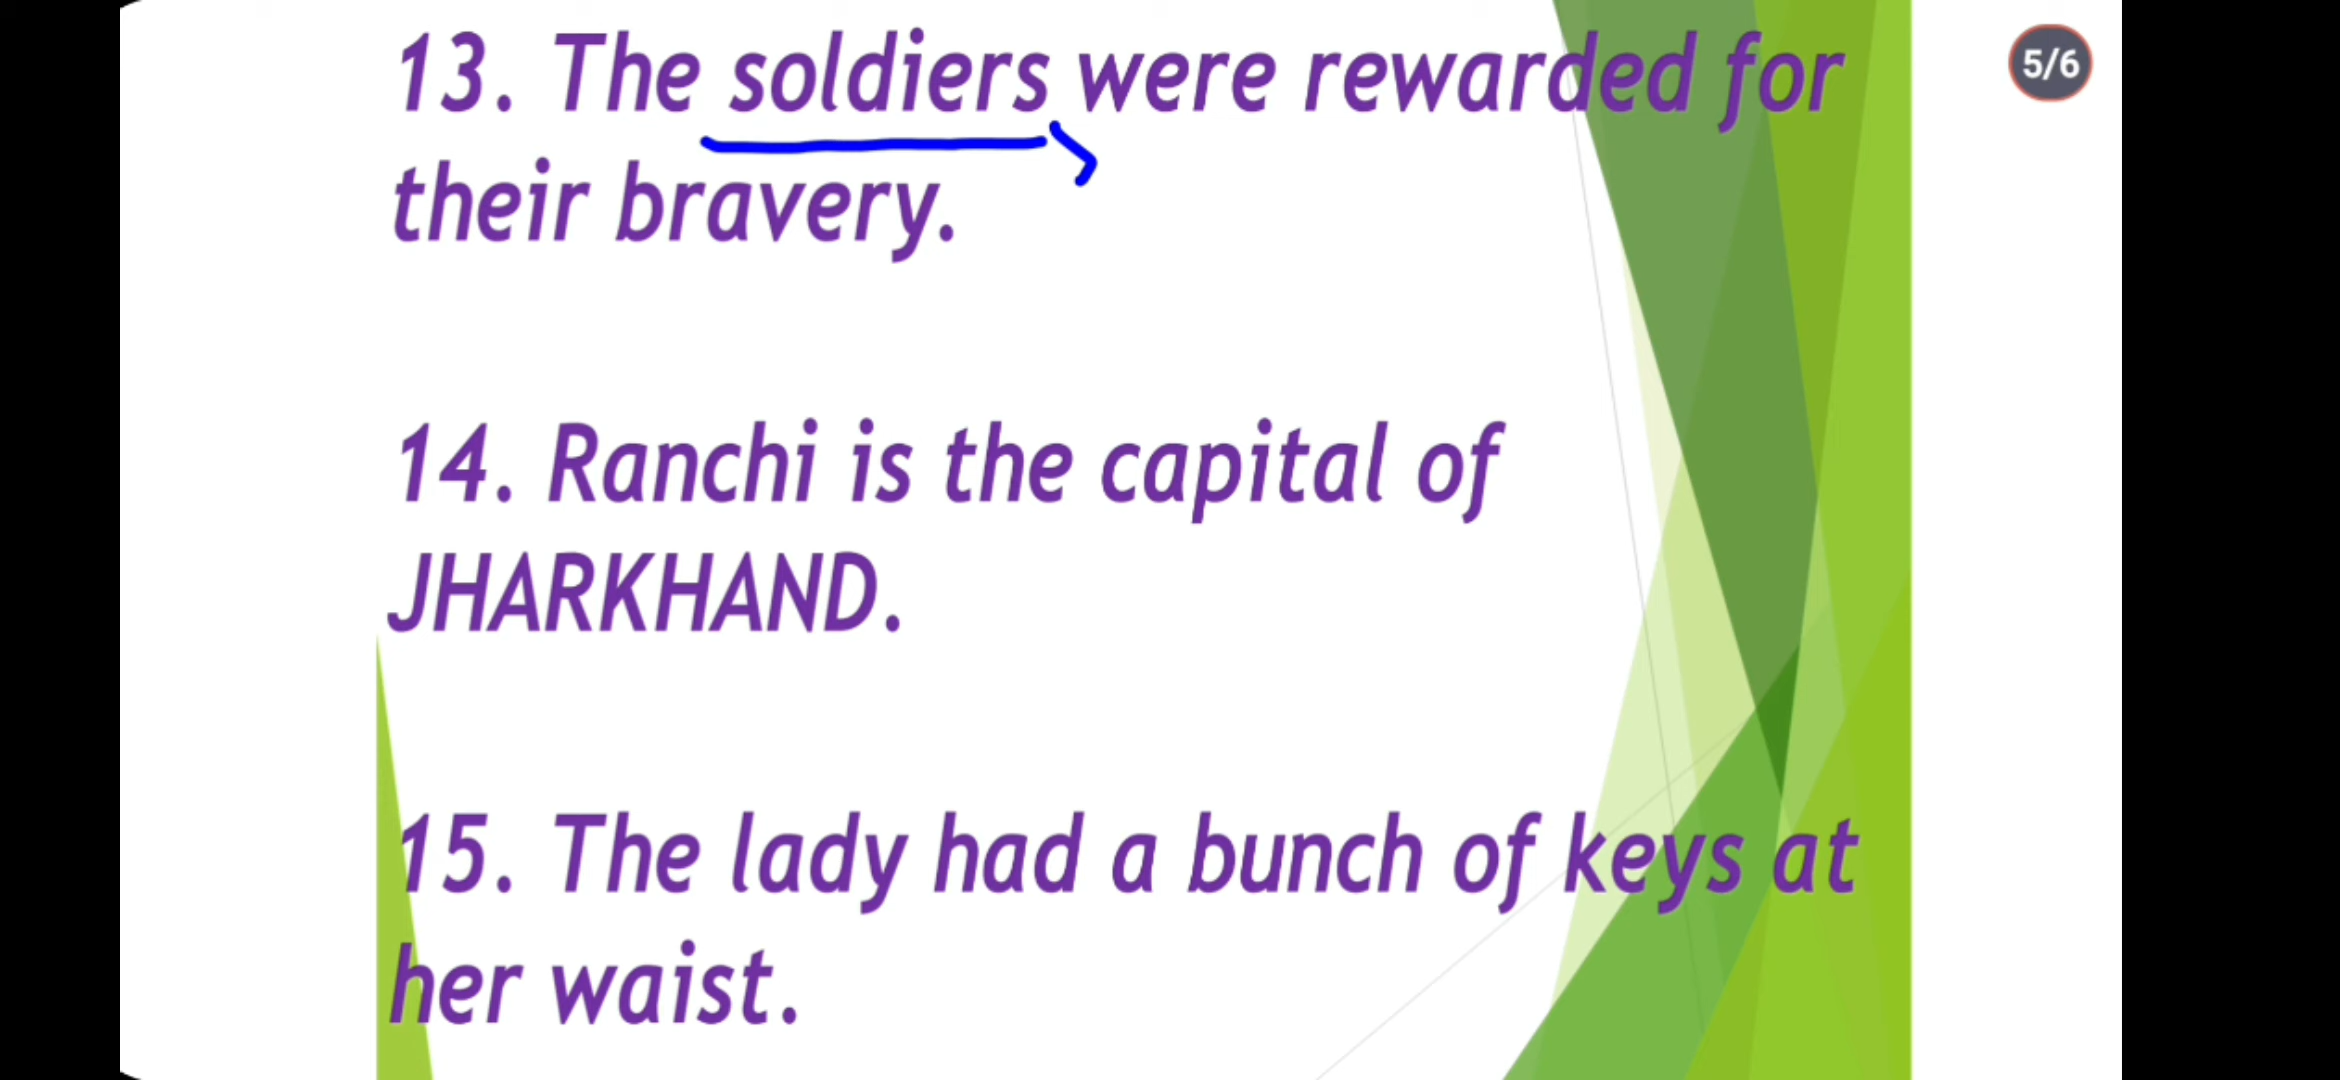 13. The soldiers were rewarded for
their bravery.
14. Ranchi is the capital of
JHARKHAND.
15. The lady had a bunch of keys at
her waist.
5/6